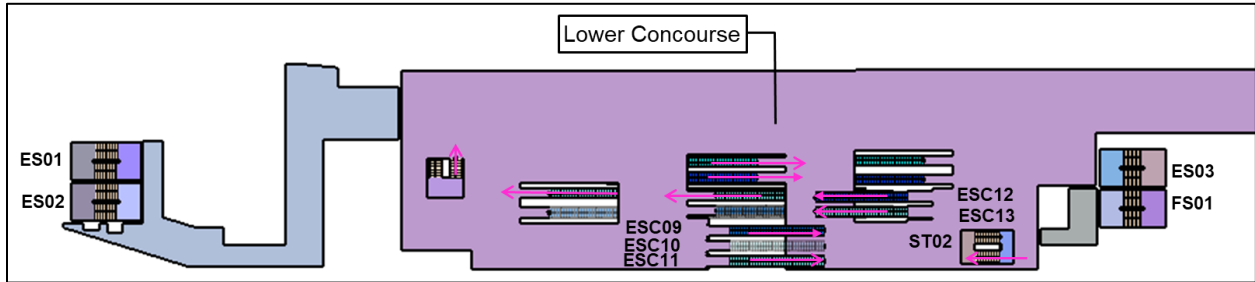 Lower Concourse
ES01
ES02
ES03
FS01
ESC12
ESC13
ESC09
ESC10
ESC11
ST02